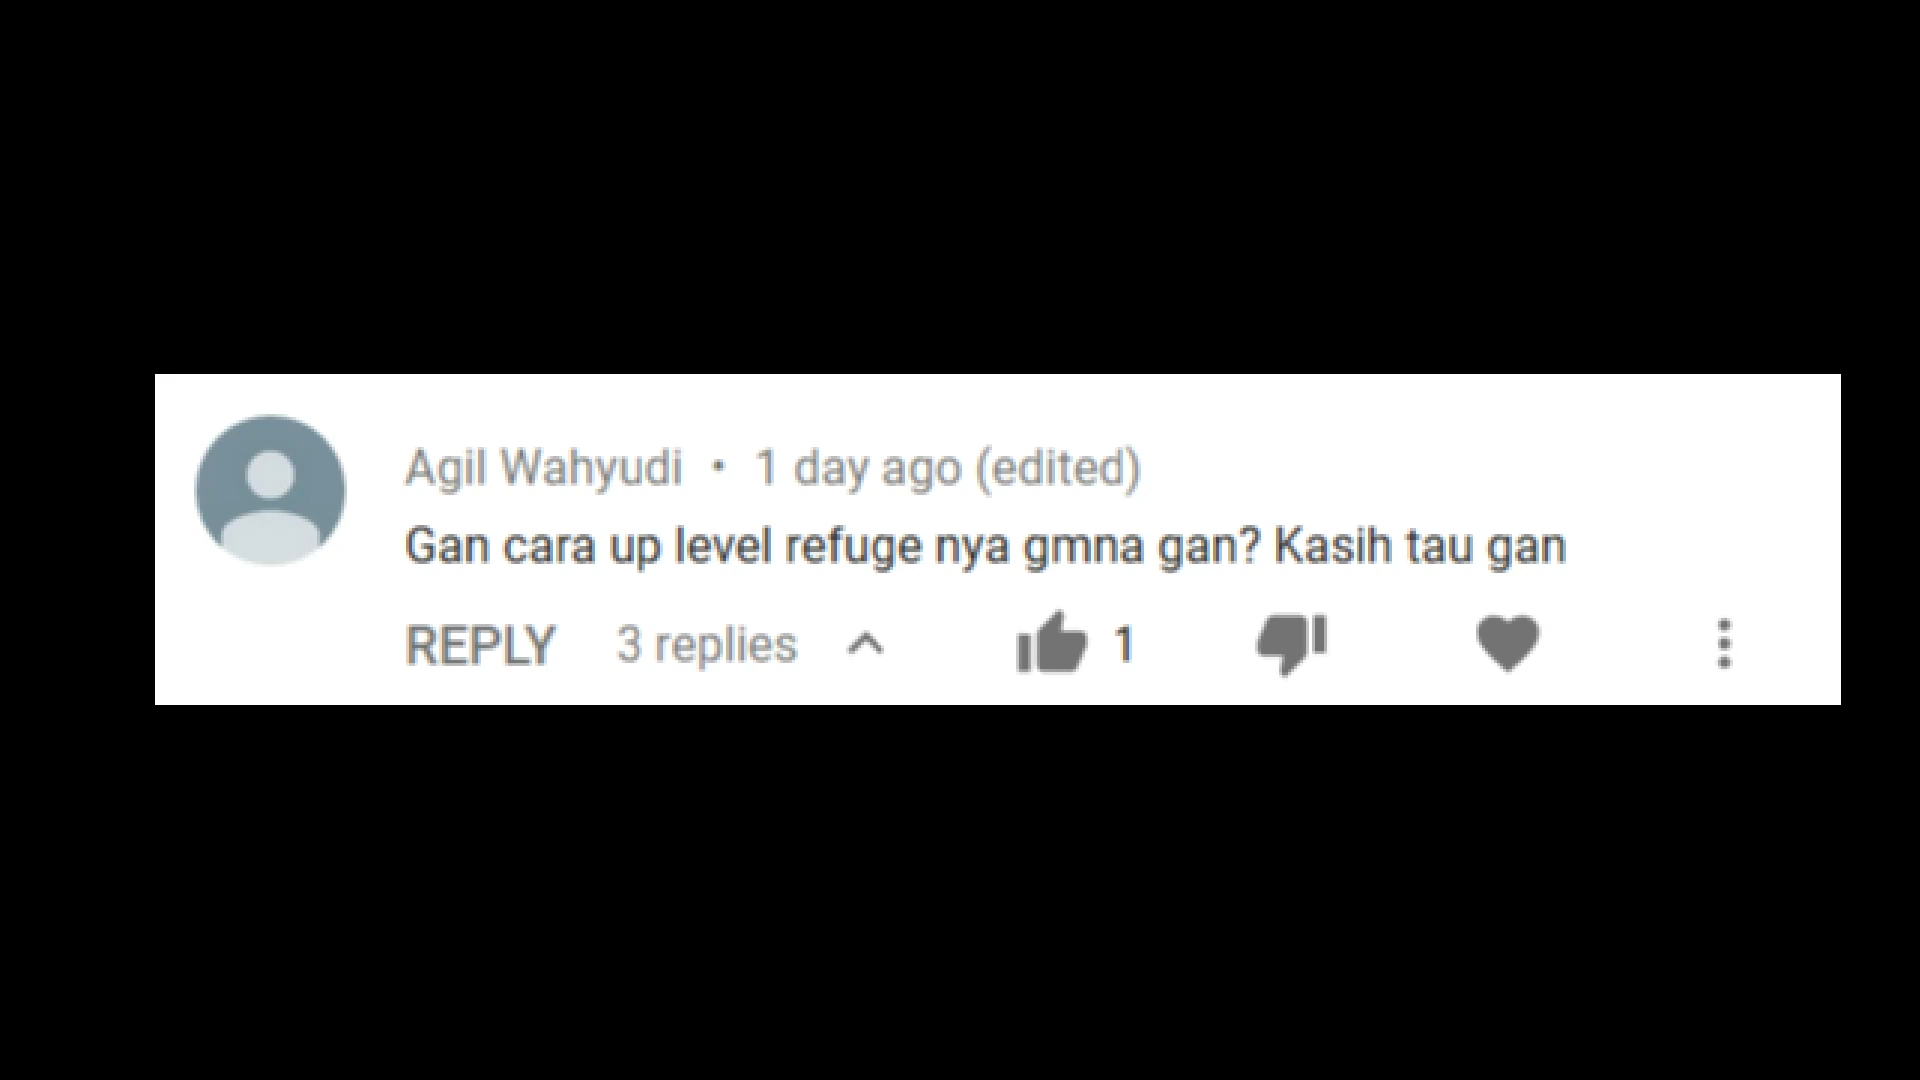 Agil Wahyudi • 1 day ago (edited)
Gan cara up level refuge nya gmna gan? Kasih tau gan
REPLY 3 replies 1